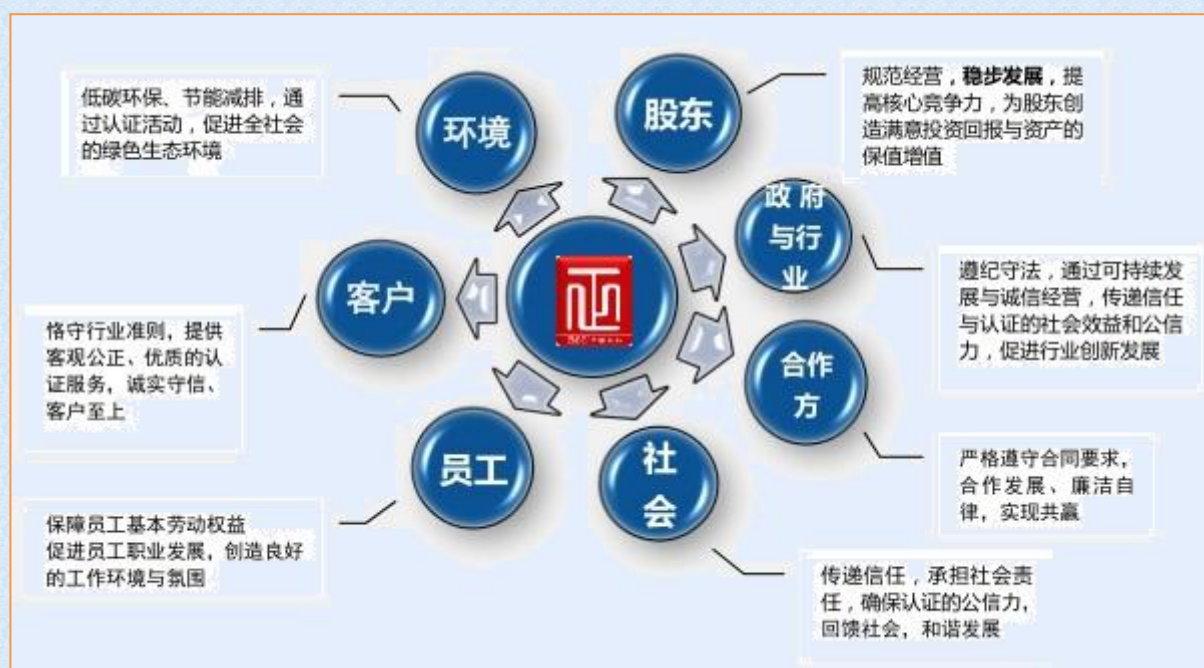 环境
低碳环保、节能减排，通
过认证活动，促进全社会
的绿色生态环境
股东
规范经营，稳步发展，提
高核心竞争力，为股东创
造满意投资回报与资产的
保值增值
政府
与行
业
遵纪守法，通过可持续发
展与诚信经营，传递信任
与认证的社会效益和公信
力，促进行业创新发展
客户
恪守行业准则，提供
客观公正、优质的认
证服务，诚实守信、
客户至上
合作
方
严格遵守合同要求，
合作发展、廉洁自
律，实现共赢
员工
保障员工基本劳动权益
促进员工职业发展，创造良好
的工作环境与氛围
社
会
传递信任，承担社会责
任，确保认证的公信力，
回馈社会，和谐发展